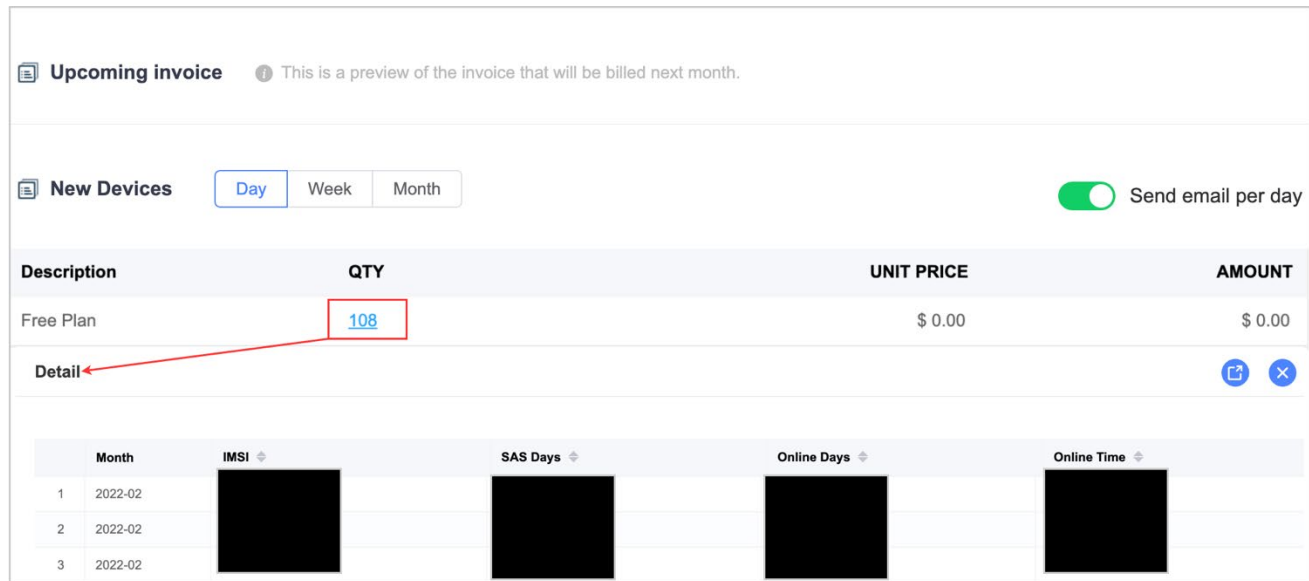 Upcoming invoice This is a preview of the invoice that will be billed next month.
New Devices Day Week Month Send email per day
Description QTY UNIT PRICE AMOUNT
Free Plan 108 $ 0.00 $ 0.00
Detail
Month IMSI SAS Days Online Days Online Time
1 2022-02
2 2022-02
3 2022-02